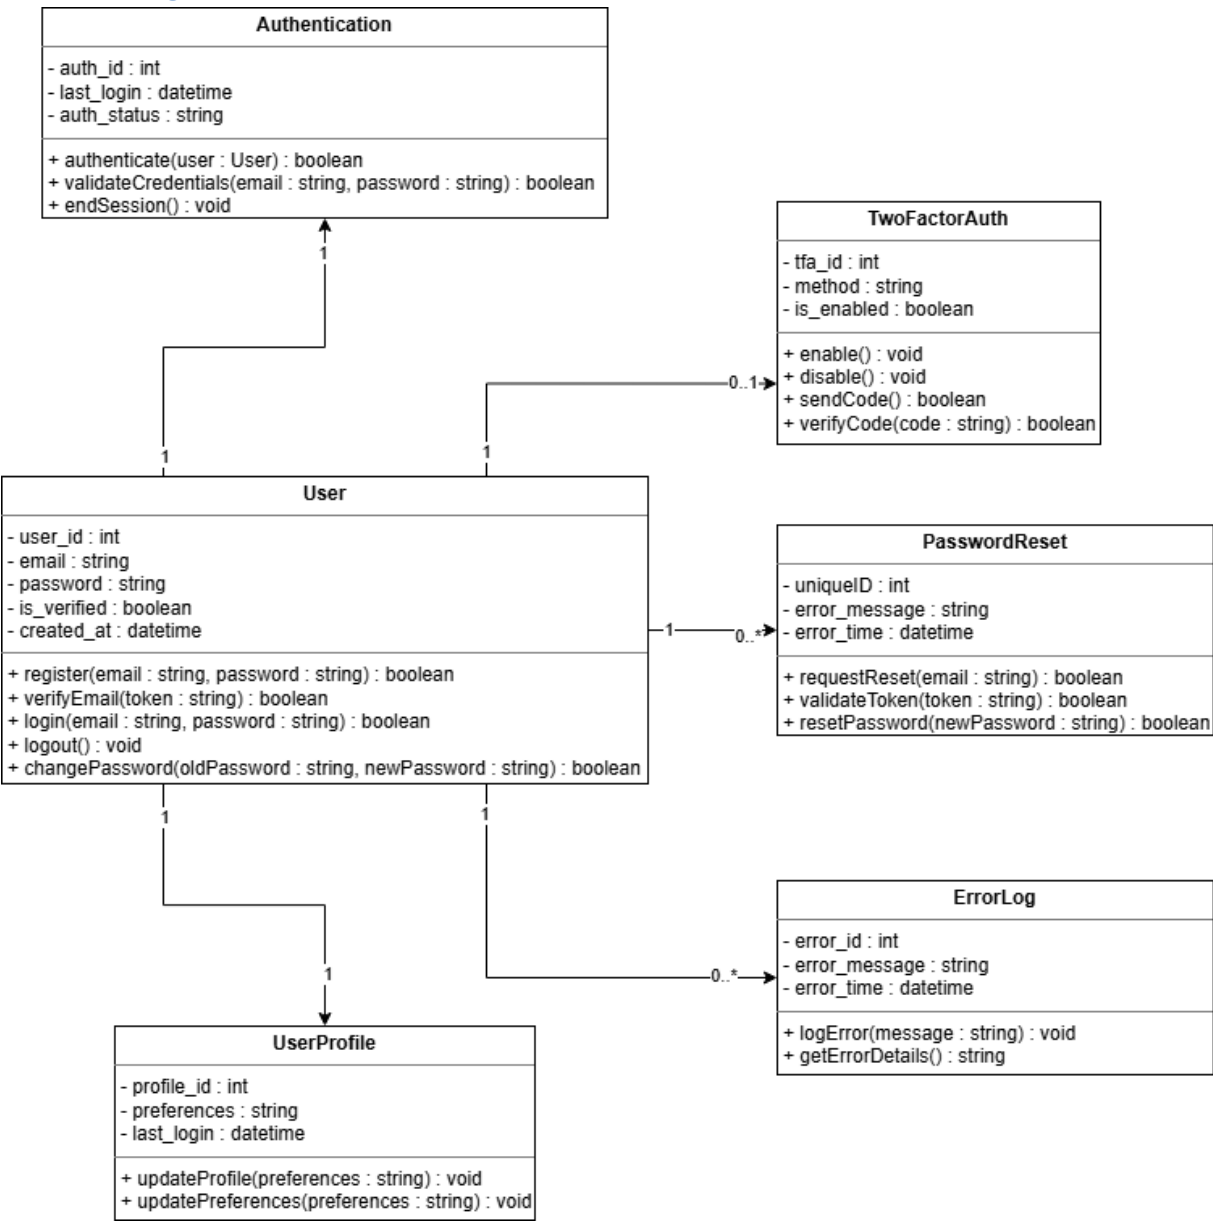 Authentication
- auth_id : int
- last_login : datetime
- auth_status : string
+ authenticate(user : User) : boolean
+ validateCredentials(email : string, password : string) : boolean
+ endSession() : void
1
TwoFactorAuth
- tfa_id : int
- method : string
- is_enabled : boolean
+ enable() : void
+ disable() : void
+ sendCode() : boolean
+ verifyCode(code : string) : boolean
0..1
1
1
User
- user_id : int
- email : string
- password : string
- is_verified : boolean
- created_at : datetime
+ register(email : string, password : string) : boolean
+ verifyEmail(token : string) : boolean
+ login(email : string, password : string) : boolean
+ logout() : void
+ changePassword(oldPassword : string, newPassword : string) : boolean
1
0..*
PasswordReset
- uniqueID : int
- error_message : string
- error_time : datetime
+ requestReset(email : string) : boolean
+ validateToken(token : string) : boolean
+ resetPassword(newPassword : string) : boolean
1
1
0..*
ErrorLog
- error_id : int
- error_message : string
- error_time : datetime
+ logError(message : string) : void
+ getErrorDetails() : string
1
UserProfile
- profile_id : int
- preferences : string
- last_login : datetime
+ updateProfile(preferences : string) : void
+ updatePreferences(preferences : string) : void